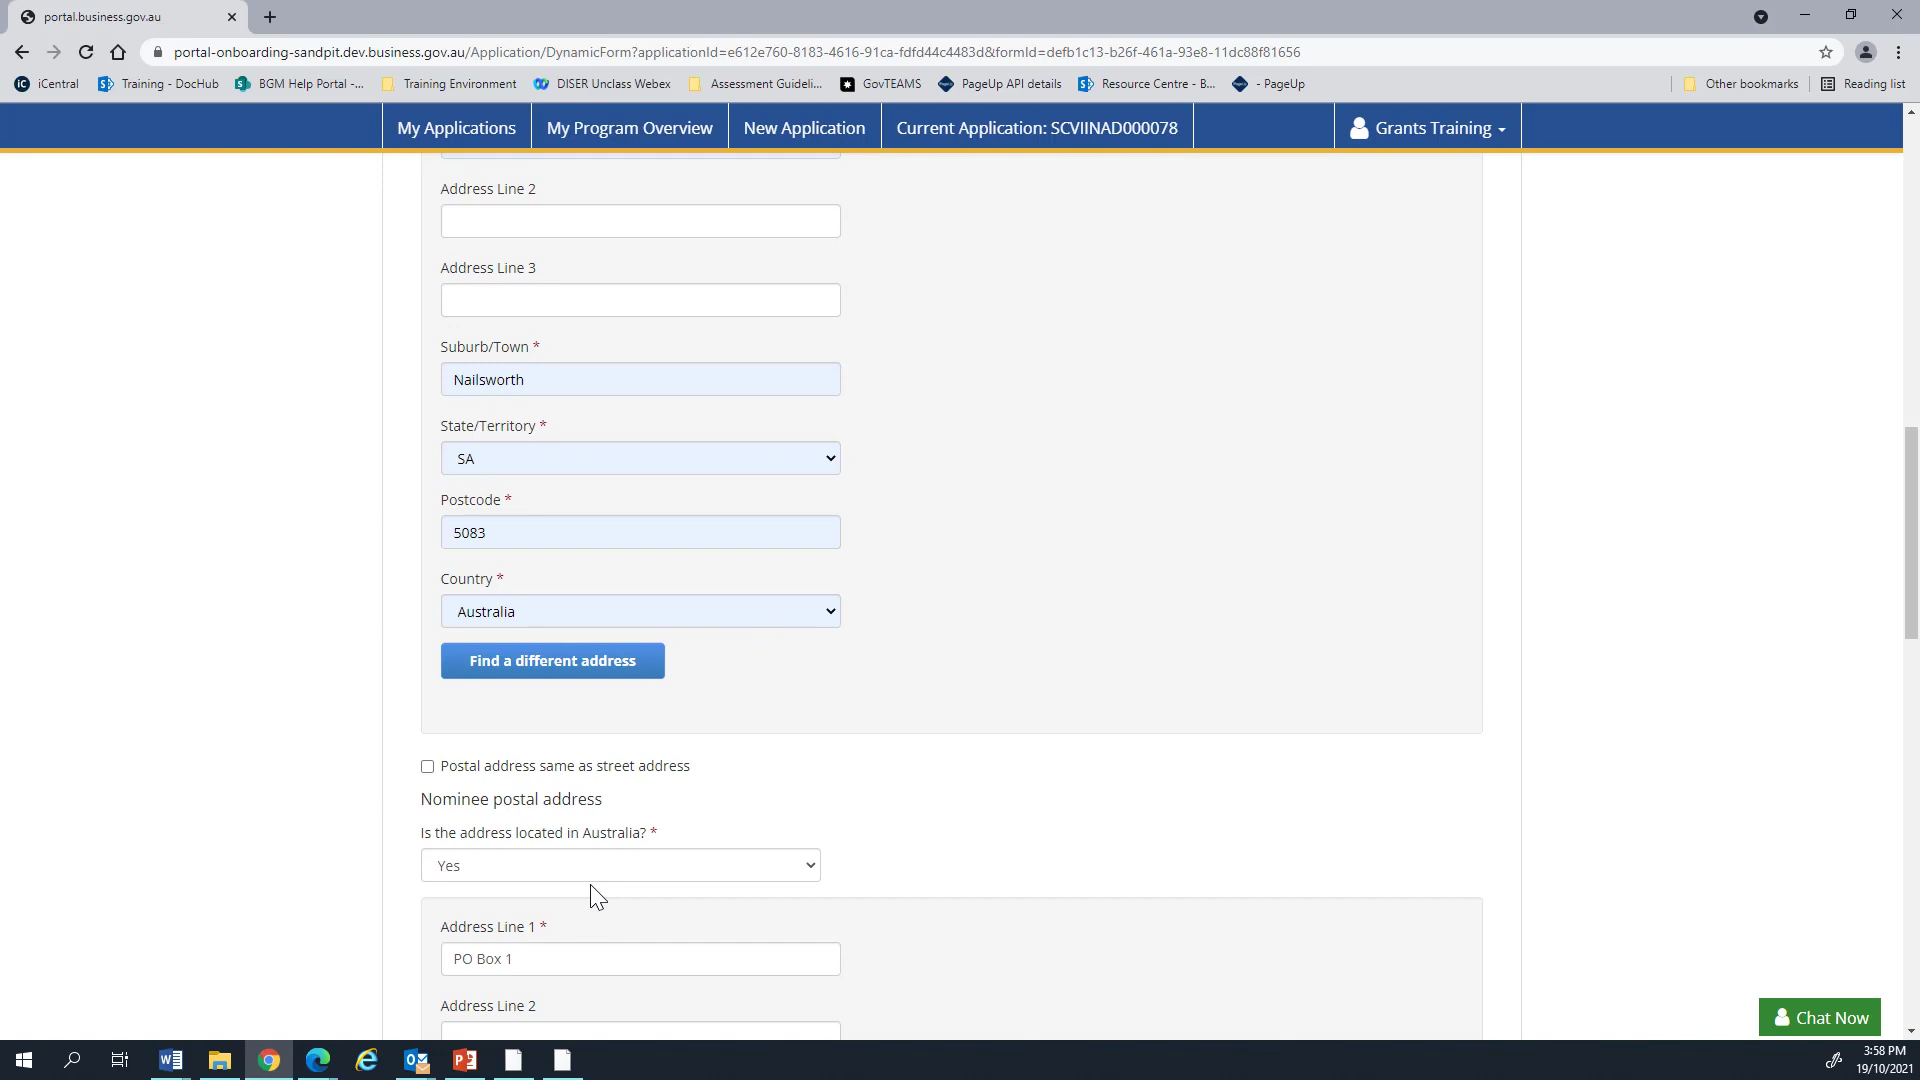 portal.business.gov.au
portal-onboarding-sandpit.dev.business.gov.au/Application/DynamicForm?applicationId=e612e760-8183-4616-91ca-fdfd44c4483d&formId=defb1c13-b26f-461a-93e8-11dc88f81656
iC iCentral Training - DocHub BGM Help Portal -... Training Environment DISER Unclass Webex Assessment Guideli... GovTEAMS PageUp API details Resource Centre - B... - PageUp Other bookmarks Reading list
My Applications My Program Overview New Application Current Application: SCVIINAD000078 Grants Training
Address Line 2
Address Line 3
Suburb/Town *
Nailsworth
State/Territory *
SA
Postcode *
5083
Country *
Australia
Find a different address
Postal address same as street address
Nominee postal address
Is the address located in Australia? *
Yes
Address Line 1 *
PO Box 1
Address Line 2
Chat Now
3:58 PM
19/10/2021